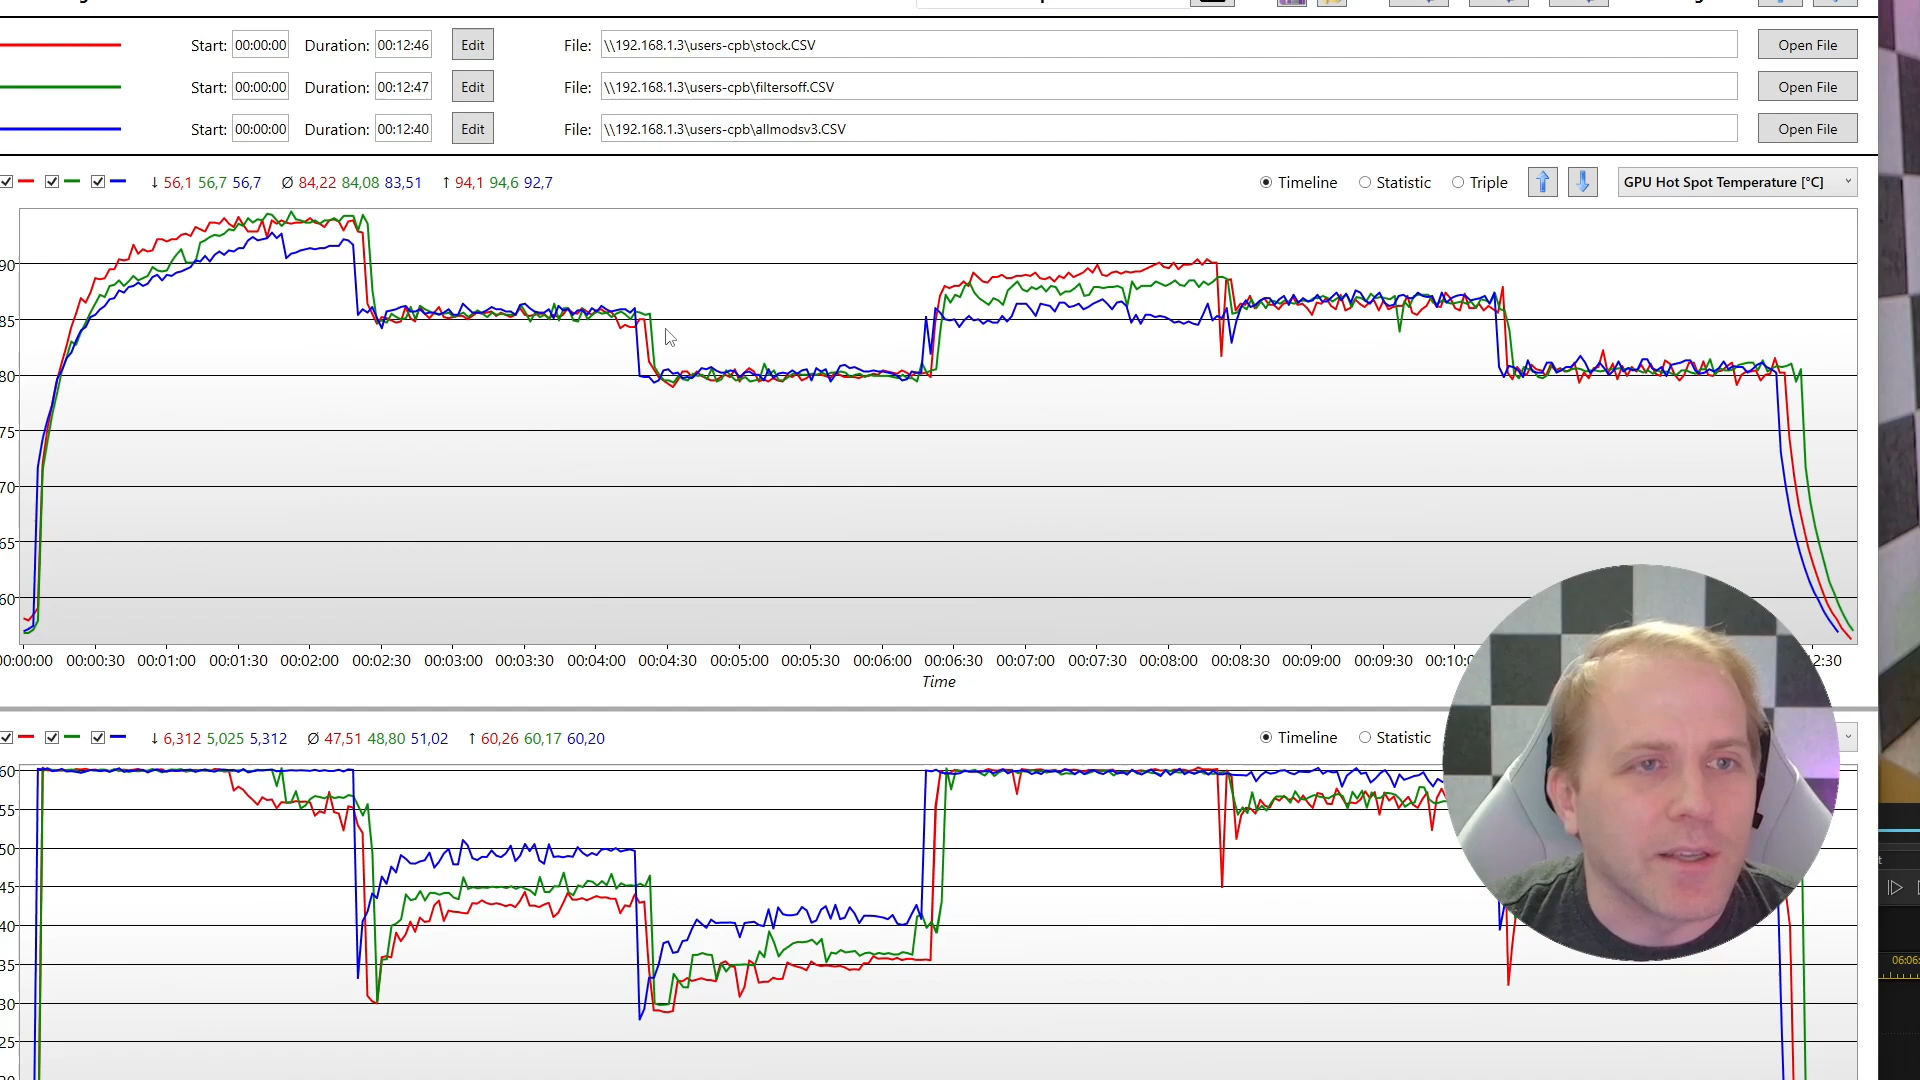 Start: 00:00:00 Duration: 00:12:46 Edit File: \\192.168.1.3\users-cpb\stock.CSV Open File
Start: 00:00:00 Duration: 00:12:47 Edit File: \\192.168.1.3\users-cpb\filtersoff.CSV Open File
Start: 00:00:00 Duration: 00:12:40 Edit File: \\192.168.1.3\users-cpb\allmodsv3.CSV Open File
↓ 56,1 56,7 56,7 Ø 84,22 84,08 83,51 ↑ 94,1 94,6 92,7 Timeline Statistic Triple GPU Hot Spot Temperature [°C]
90
85
80
75
70
65
60
00:00:00 00:00:30 00:01:00 00:01:30 00:02:00 00:02:30 00:03:00 00:03:30 00:04:00 00:04:30 00:05:00 00:05:30 00:06:00 00:06:30 00:07:00 00:07:30 00:08:00 00:08:30 00:09:00 00:09:30 00:10:0 2:30
Time
↓ 6,312 5,025 5,312 Ø 47,51 48,80 51,02 ↑ 60,26 60,17 60,20 Timeline Statistic
60
55
50
45
40
35
30
25
06:06: